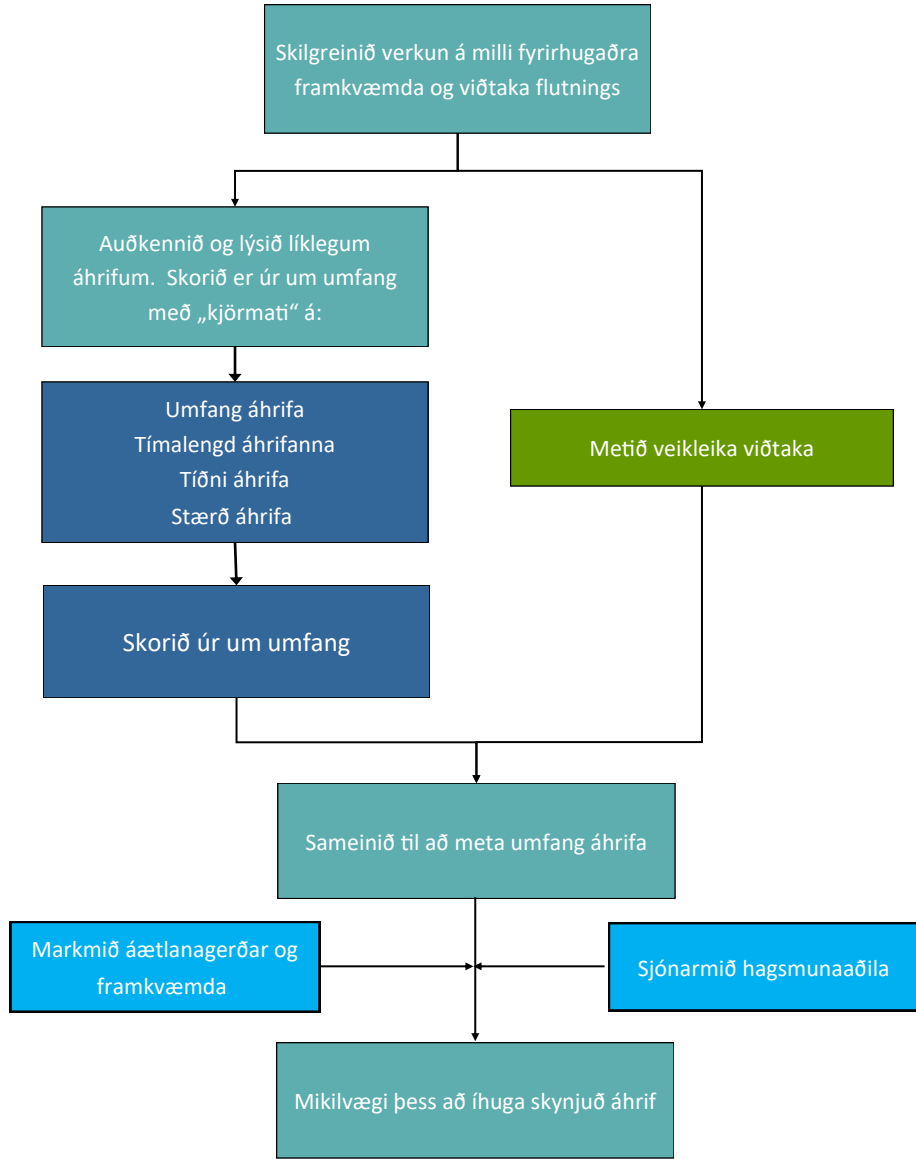 Skilgreinið verkun á milli fyrirhugaðra
framkvæmda og viðtaka flutnings
Auðkennið og lýsið líklegum
áhrifum.  Skorið er úr um umfang
með „kjörmati“ á:
Umfang áhrifa
Tímalengd áhrifanna
Tíðni áhrifa
Stærð áhrifa
Metið veikleika viðtaka
Skorið úr um umfang
Sameinið til að meta umfang áhrifa
Markmið áætlanagerðar og
framkvæmda
Sjónarmið hagsmunaaðila
Mikilvægi þess að íhuga skynjuð áhrif